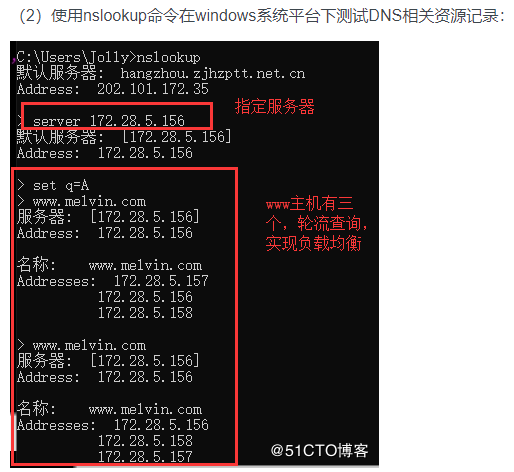 （2）使用nslookup命令在windows系统平台下测试DNS相关资源记录：
C:\Users\Jolly>nslookup
默认服务器:  hangzhou.zjhzptt.net.cn
Address:  202.101.172.35
> server 172.28.5.156
指定服务器
默认服务器:  [172.28.5.156]
Address:  172.28.5.156
> set q=A
> www.melvin.com
服务器:  [172.28.5.156]
Address:  172.28.5.156
名称:    www.melvin.com
Addresses:  172.28.5.157
172.28.5.156
172.28.5.158
www主机有三
个，轮流查询，
实现负载均衡
> www.melvin.com
服务器:  [172.28.5.156]
Address:  172.28.5.156
名称:    www.melvin.com
Addresses:  172.28.5.156
172.28.5.158
172.28.5.157
@51CTO博客